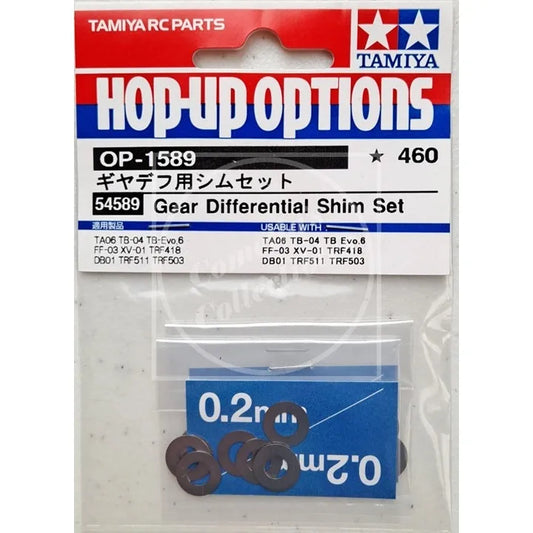 TAMIYA RC PARTS
TAMIYA
HOP-UP OPTIONS
OP-1589
★ 460
ギヤデフ用シムセット
54589 Gear Differential Shim Set
適用製品
TA06 TB-04 TB-Evo.6
FF-03 XV-01 TRF418
DB01 TRF511 TRF503
USABLE WITH
TA06 TB-04 TB Evo.6
FF-03 XV-01 TRF418
DB01 TRF511 TRF503
0.2mm
0.2mm